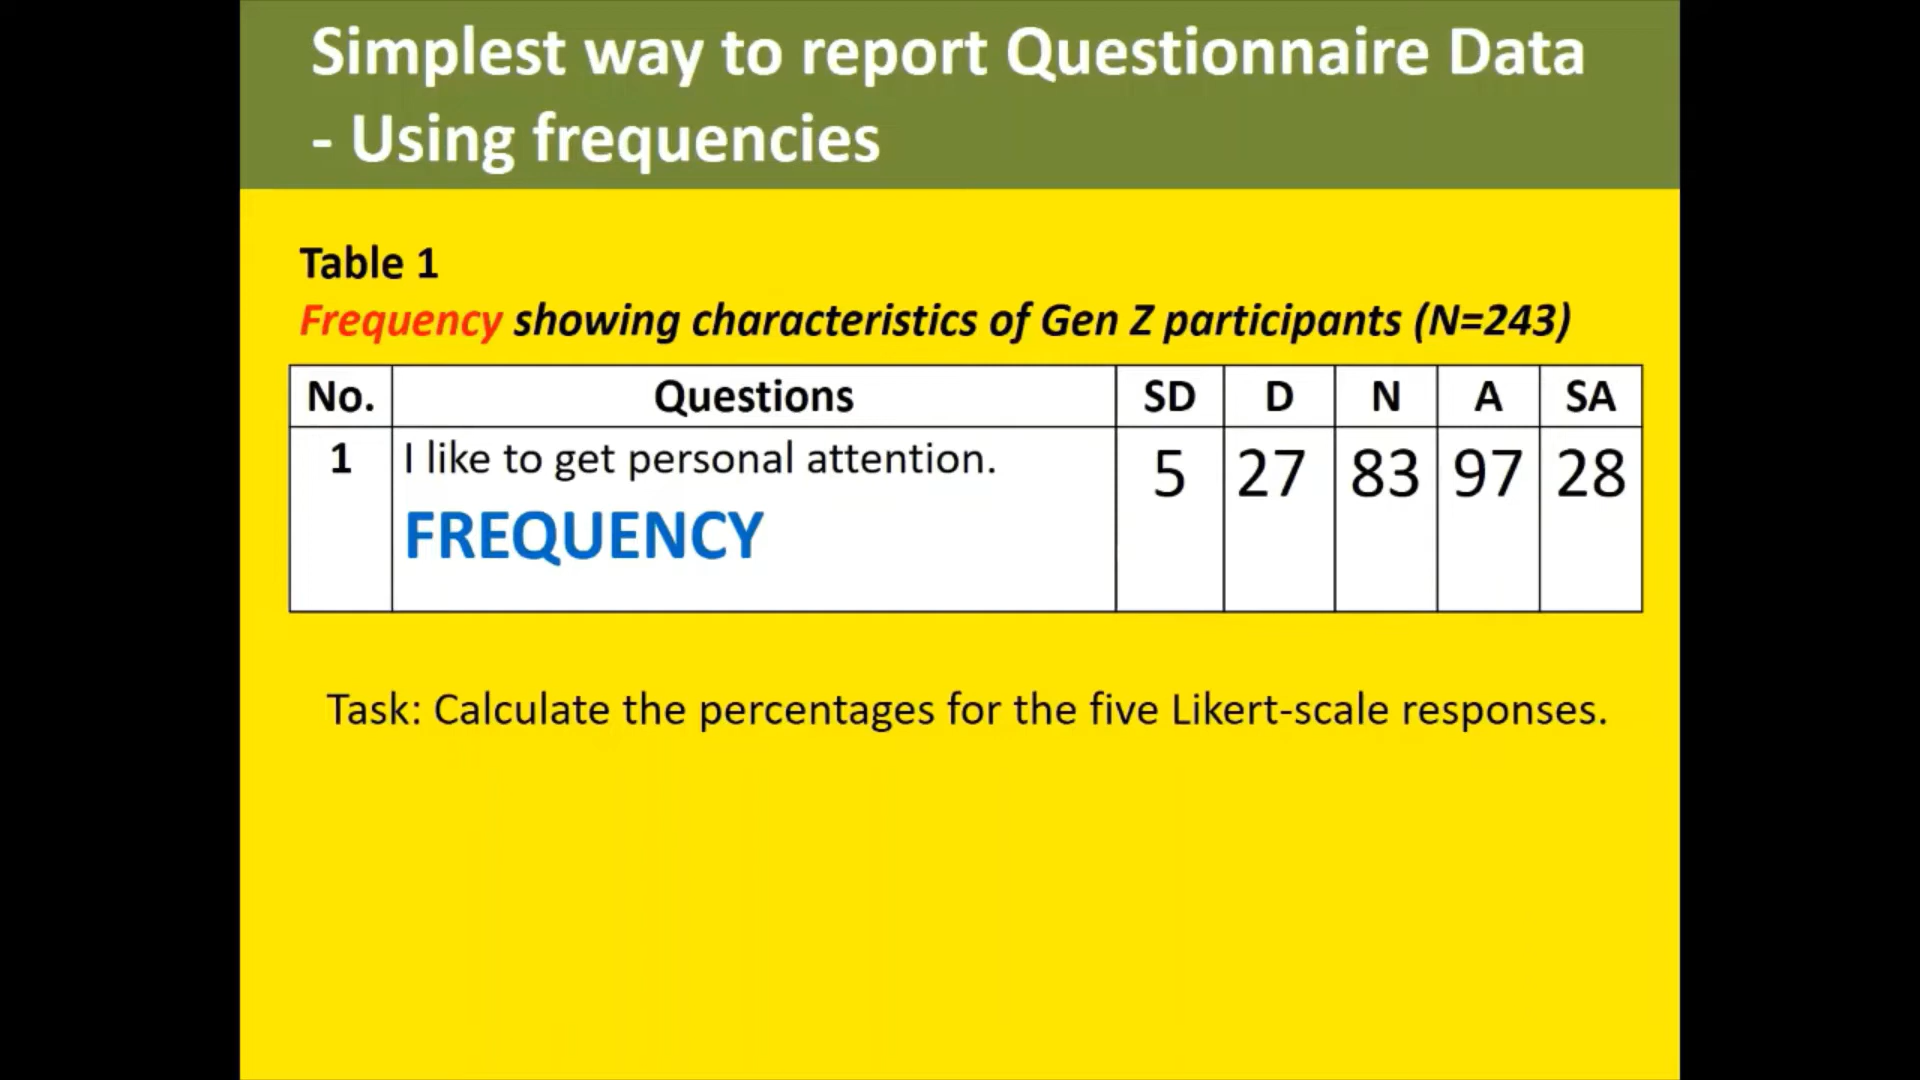 Simplest way to report Questionnaire Data
- Using frequencies
Table 1
Frequency showing characteristics of Gen Z participants (N=243)
No. Questions SD D N A SA
1 I like to get personal attention. 5 27 83 97 28
FREQUENCY
Task: Calculate the percentages for the five Likert-scale responses.